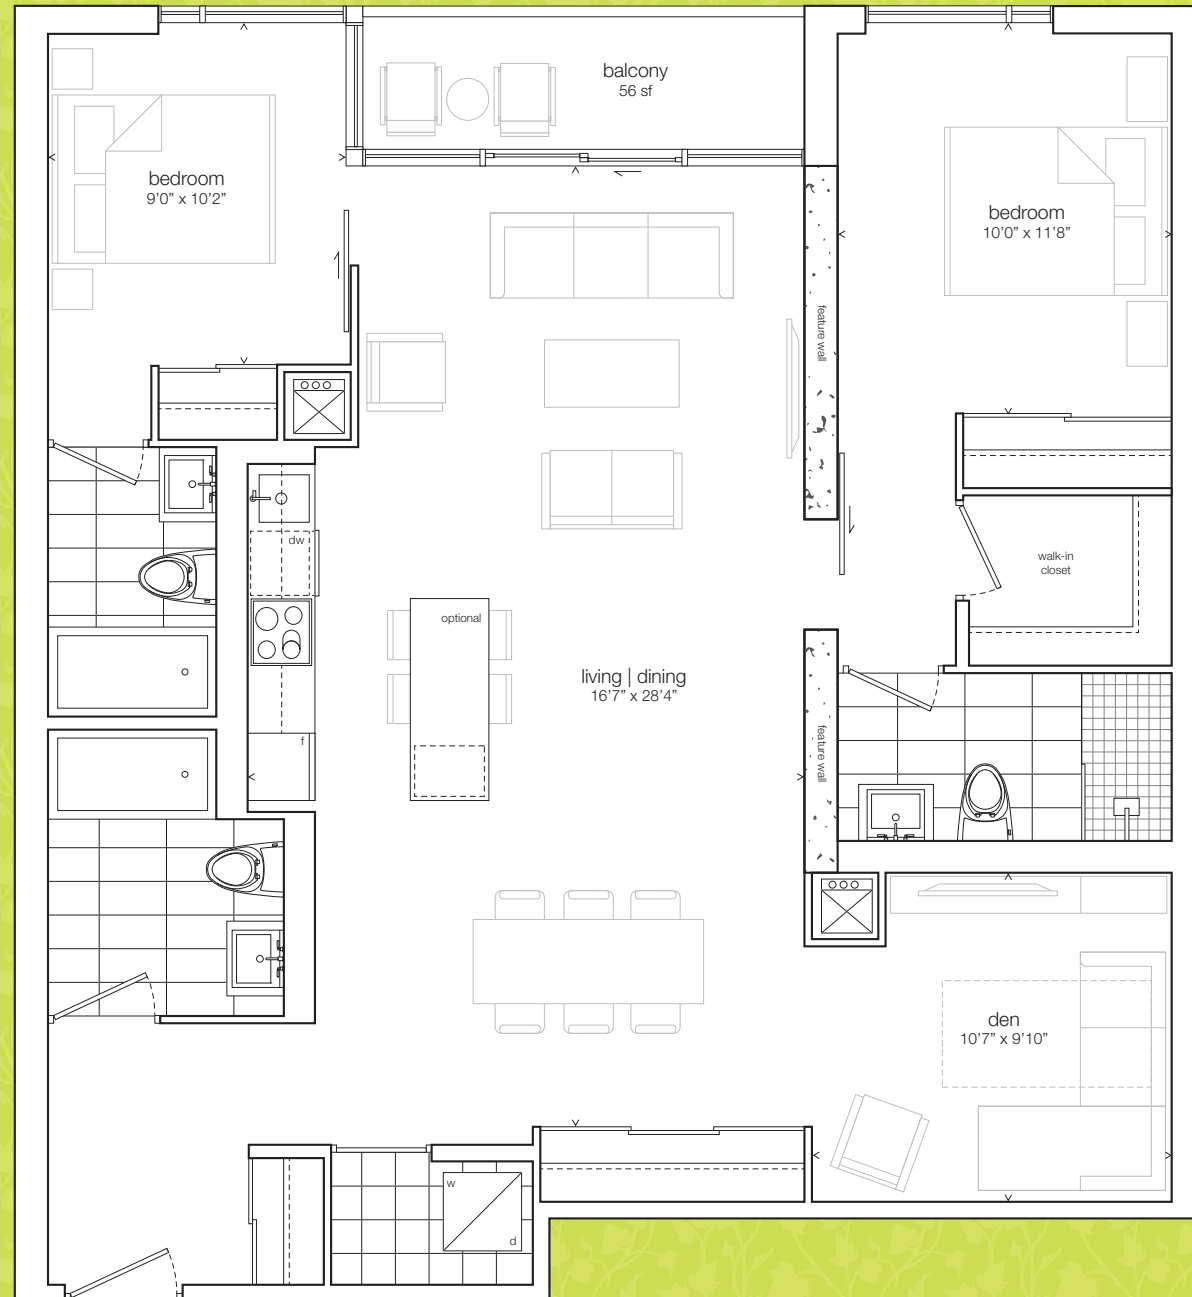 balcony
56 sf
bedroom
9'0" x 10'2"
bedroom
10'0" x 11'8"
feature wall
dw
walk-in
closet
optional
living | dining
16'7" x 28'4"
f
feature wall
den
10'7" x 9'10"
w
d